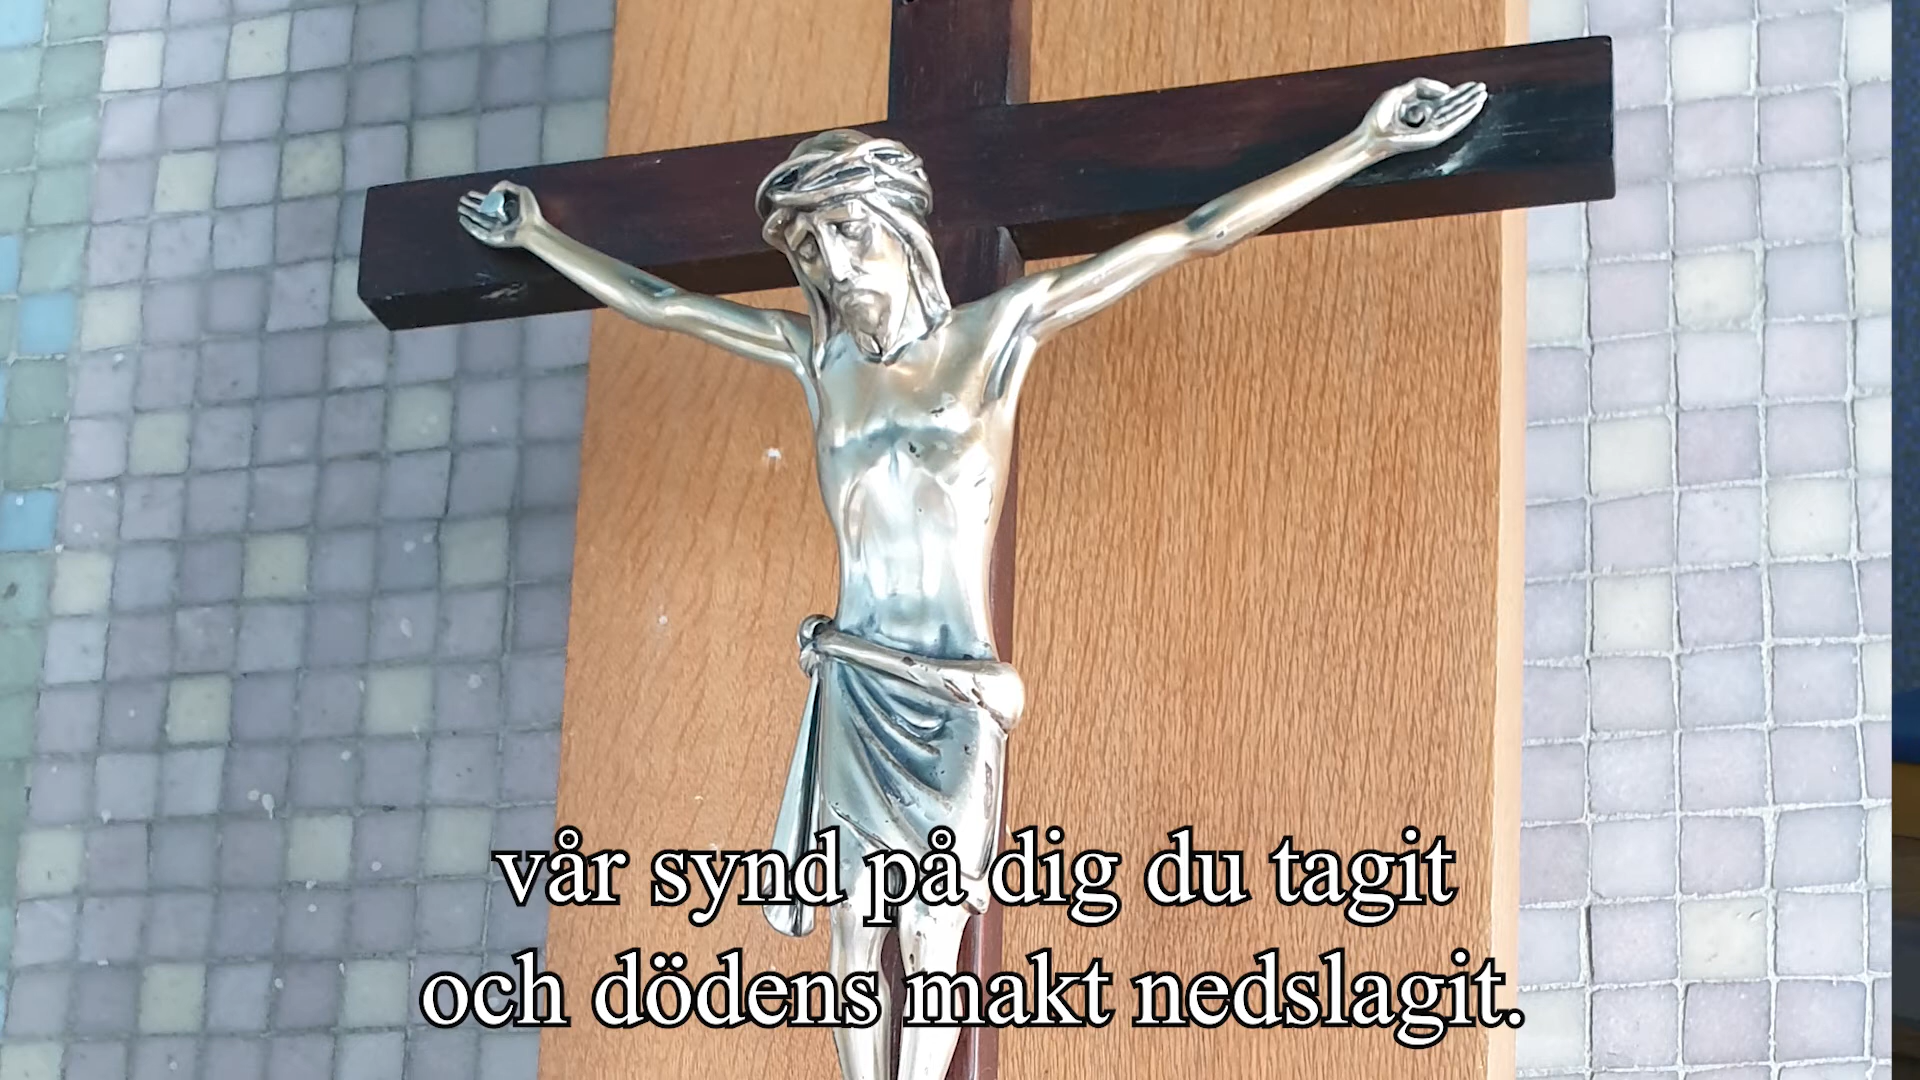 vår synd på dig du tagit
och dödens makt nedslagit.